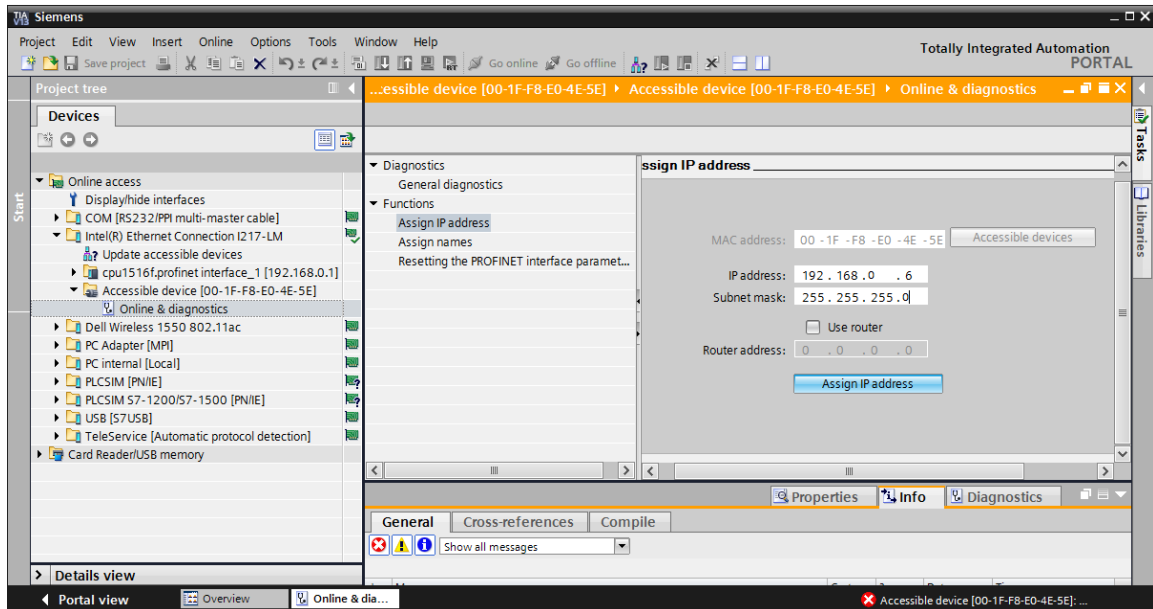 Siemens
Project Edit View Insert Online Options Tools Window Help
Totally Integrated Automation
PORTAL
Save project Go online Go offline
Project tree
...essible device [00-1F-F8-E0-4E-5E] Accessible device [00-1F-F8-E0-4E-5E] Online & diagnostics
Devices
Start
Online access
Display/hide interfaces
COM [RS232/PPI multi-master cable]
Intel(R) Ethernet Connection I217-LM
Update accessible devices
cpu1516f.profinet interface_1 [192.168.0.1]
Accessible device [00-1F-F8-E0-4E-5E]
Online & diagnostics
Dell Wireless 1550 802.11ac
PC Adapter [MPI]
PC internal [Local]
PLCSIM [PN/IE]
PLCSIM S7-1200/S7-1500 [PN/IE]
USB [S7USB]
TeleService [Automatic protocol detection]
Card Reader/USB memory
Details view
Diagnostics
General diagnostics
Functions
Assign IP address
Assign names
Resetting the PROFINET interface paramet...
ssign IP address
MAC address: 00 -1F -F8 -E0 -4E -5E Accessible devices
IP address: 192 . 168 .0 . 6
Subnet mask: 255 . 255 . 255 .0
Use router
Router address: 0 . 0 . 0 . 0
Assign IP address
Tasks
Libraries
Properties Info Diagnostics
General Cross-references Compile
Show all messages
Portal view Overview Online & dia...
Accessible device [00-1F-F8-E0-4E-5E]: ...